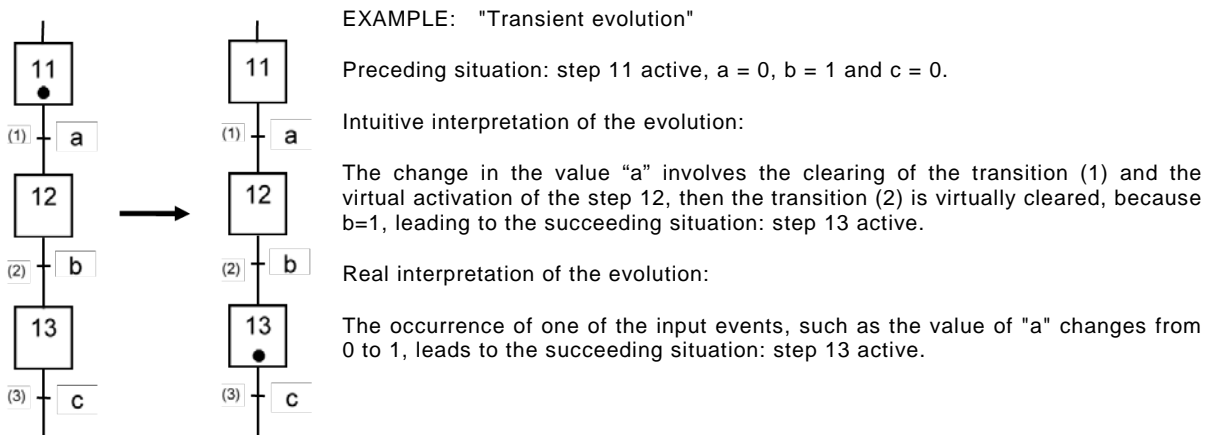 11
(1) a
12
(2) b
13
(3) c
11
(1) a
12
(2) b
13
(3) c
EXAMPLE: "Transient evolution"
Preceding situation: step 11 active, a = 0, b = 1 and c = 0.
Intuitive interpretation of the evolution:
The change in the value “a” involves the clearing of the transition (1) and the
virtual activation of the step 12, then the transition (2) is virtually cleared, because
b=1, leading to the succeeding situation: step 13 active.
Real interpretation of the evolution:
The occurrence of one of the input events, such as the value of "a" changes from
0 to 1, leads to the succeeding situation: step 13 active.